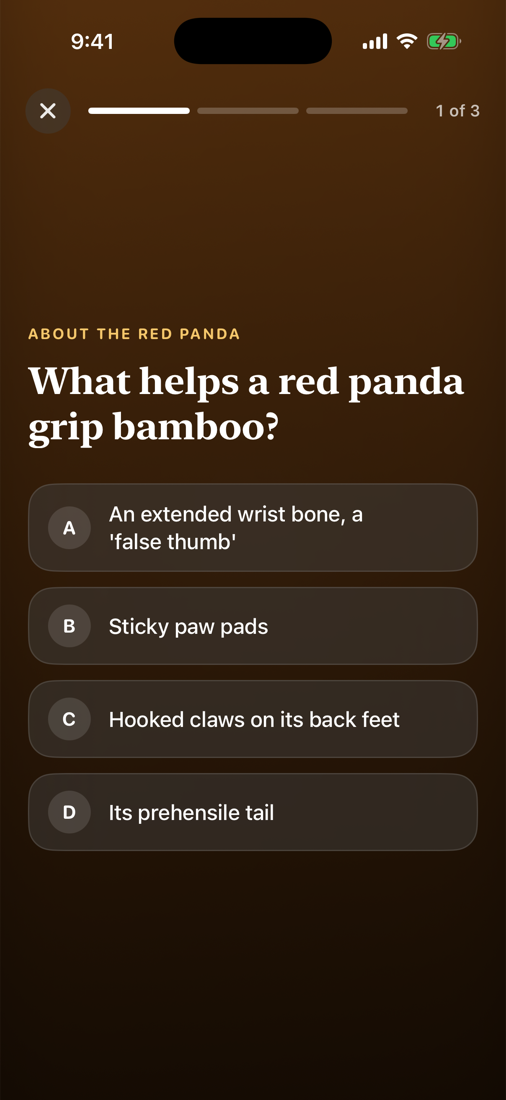 9:41
1 of 3
ABOUT THE RED PANDA
What helps a red panda
grip bamboo?
A
An extended wrist bone, a
'false thumb'
B
Sticky paw pads
C
Hooked claws on its back feet
D
Its prehensile tail